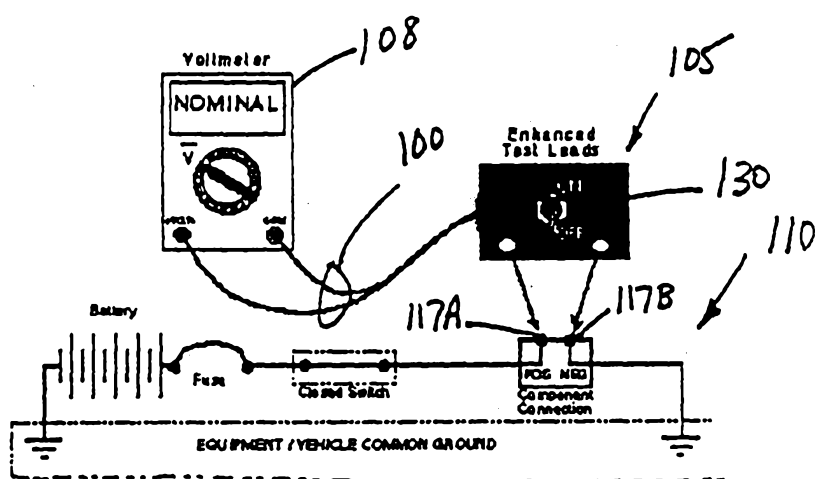 Voltmeter
108
NOMINAL
V
100
105
Enhanced
Test Leads
OFF
130
110
Battery
Fuse
Closed Switch
117A
117B
POS NEG
Component
Connection
EQUIPMENT / VEHICLE COMMON GROUND